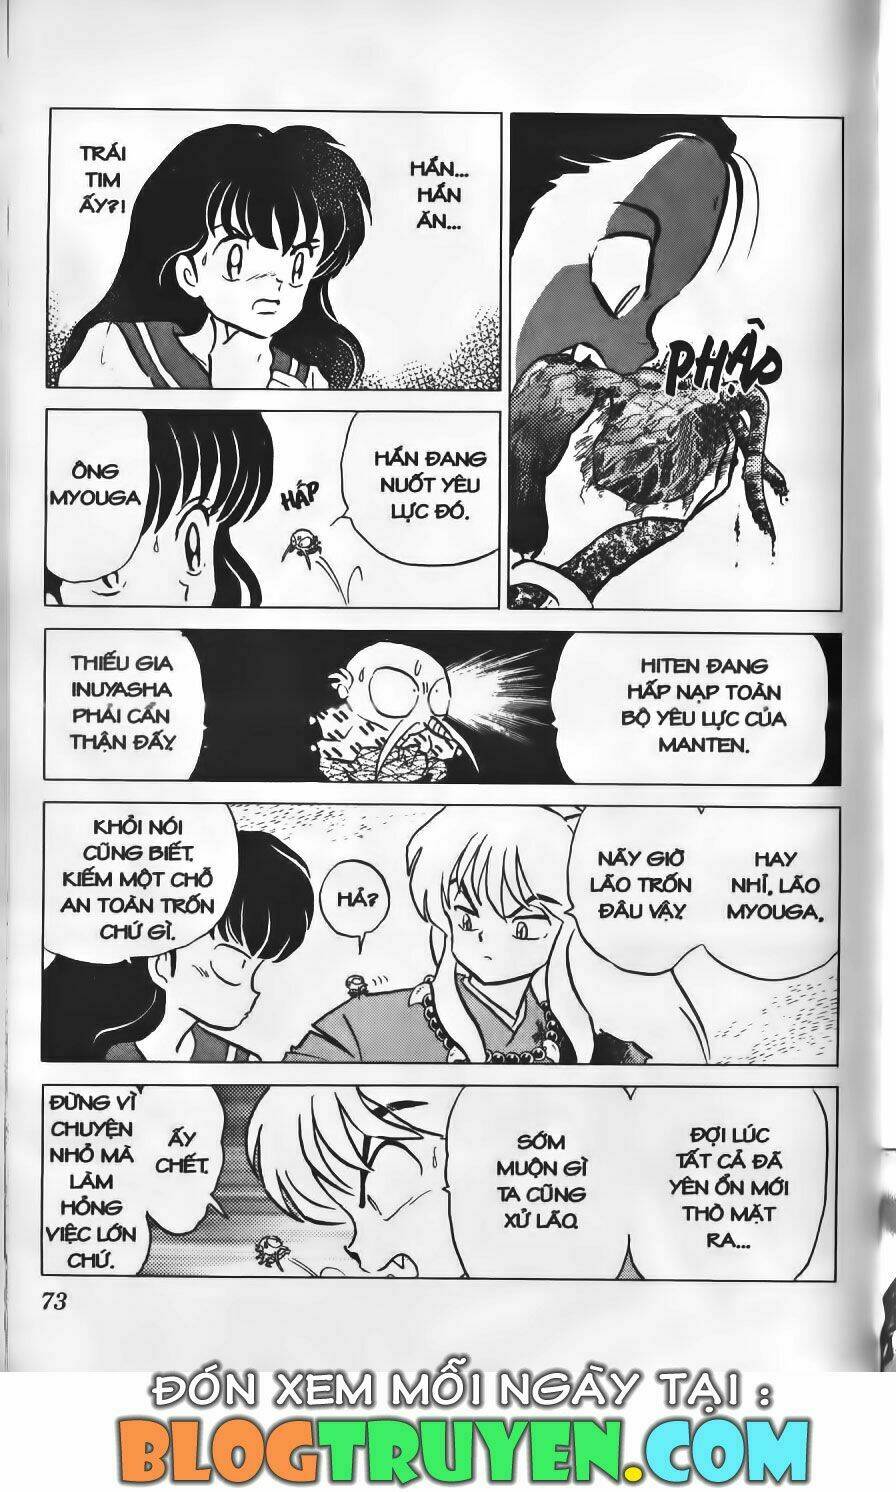 PHẬP
HẮN...
HẮN
ĂN...
TRÁI
TIM
ẤY?!
HẮN ĐANG
NUỐT YÊU
LỰC ĐÓ.
HẤP
ÔNG
MYOUGA
HITEN ĐANG
HẤP NẠP TOÀN
BỘ YÊU LỰC CỦA
MANTEN.
THIẾU GIA
INUYASHA
PHẢI CẨN
THẬN ĐẤY.
HAY
NHỈ, LÃO
MYOUGA,
NÃY GIỜ
LÃO TRỐN
ĐÂU VẬY.
HẢ?
KHỎI NÓI
CŨNG BIẾT.
KIẾM MỘT CHỖ
AN TOÀN TRỐN
CHỨ GÌ.
ĐỢI LÚC
TẤT CẢ ĐÃ
YÊN ỔN MỚI
THÒ MẶT
RA...
SỚM
MUỘN GÌ
TA CŨNG
XỬ LÃO.
ẤY
CHẾT.
ĐỪNG VÌ
CHUYỆN
NHỎ MÀ
LÀM
HỎNG
VIỆC LỚN
CHỨ.
73
ĐÓN XEM MỖI NGÀY TẠI :
BLOGTRUYEN.COM